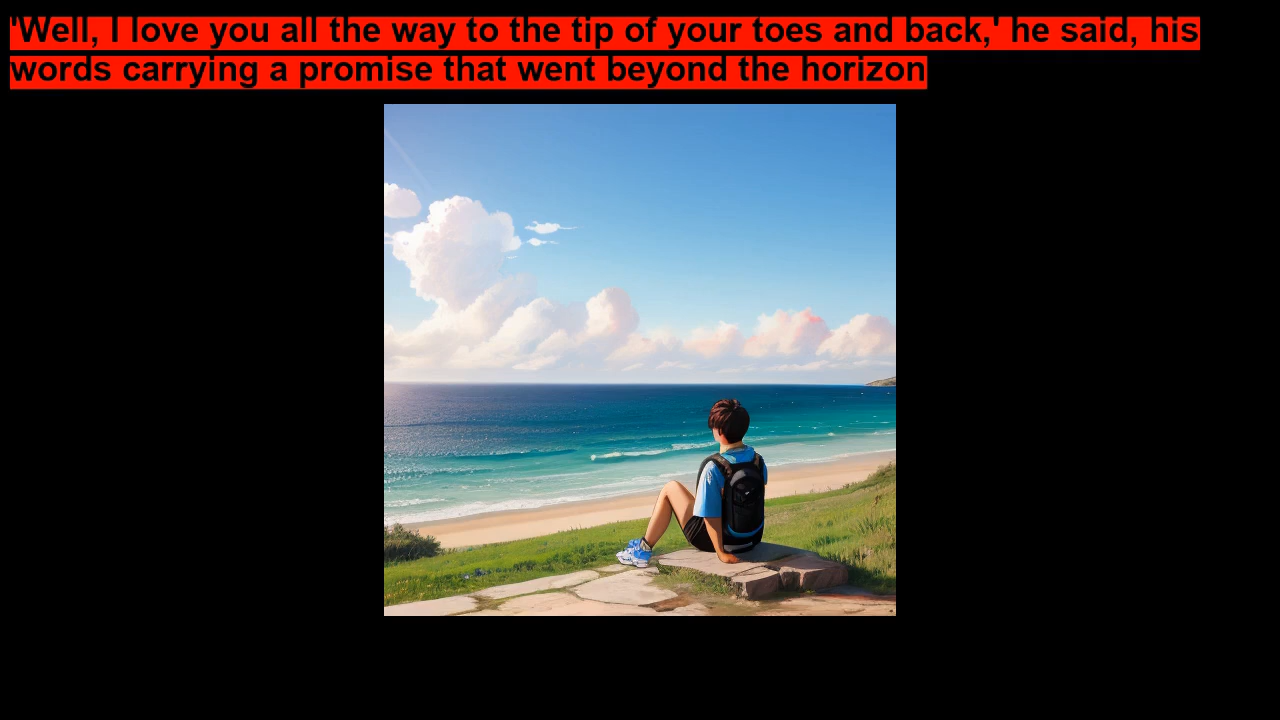 'Well, I love you all the way to the tip of your toes and back,' he said, his
words carrying a promise that went beyond the horizon